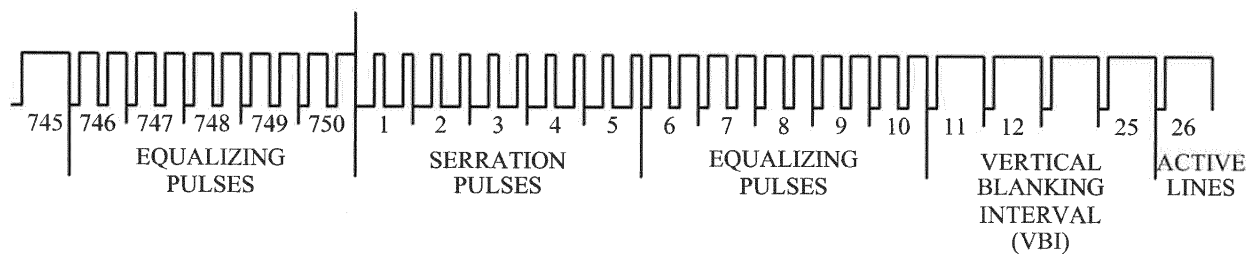 745 746 747 748 749 750 1 2 3 4 5 6 7 8 9 10 11 12 25 26
EQUALIZING
PULSES
SERRATION
PULSES
EQUALIZING
PULSES
VERTICAL
BLANKING
INTERVAL
(VBI)
ACTIVE
LINES